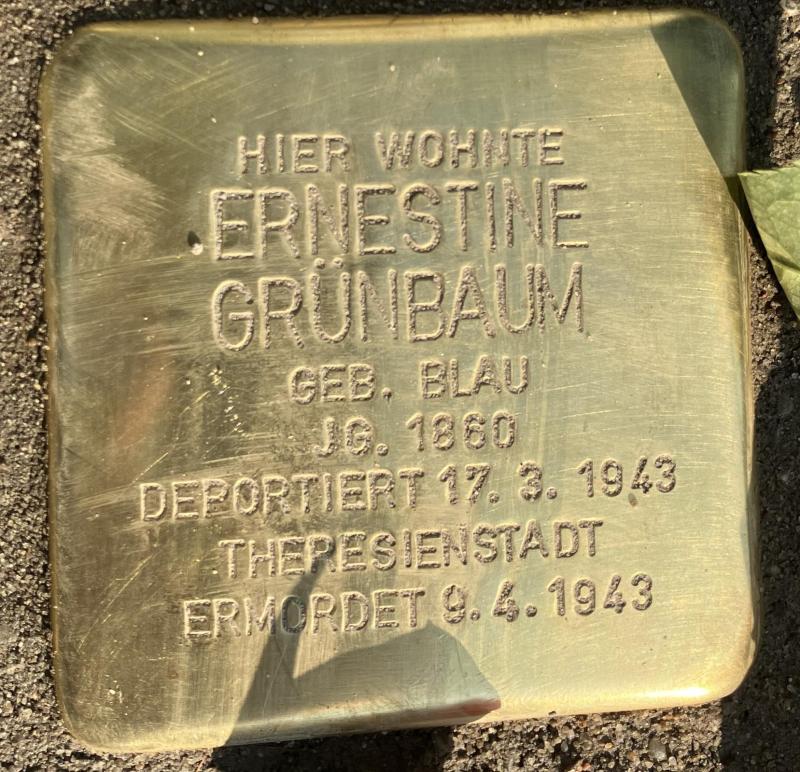 HIER WOHNTE
ERNESTINE
GRÜNBAUM
GEB. BLAU
JG. 1860
DEPORTIERT 17. 3. 1943
THERESIENSTADT
ERMORDET 9. 4. 1943